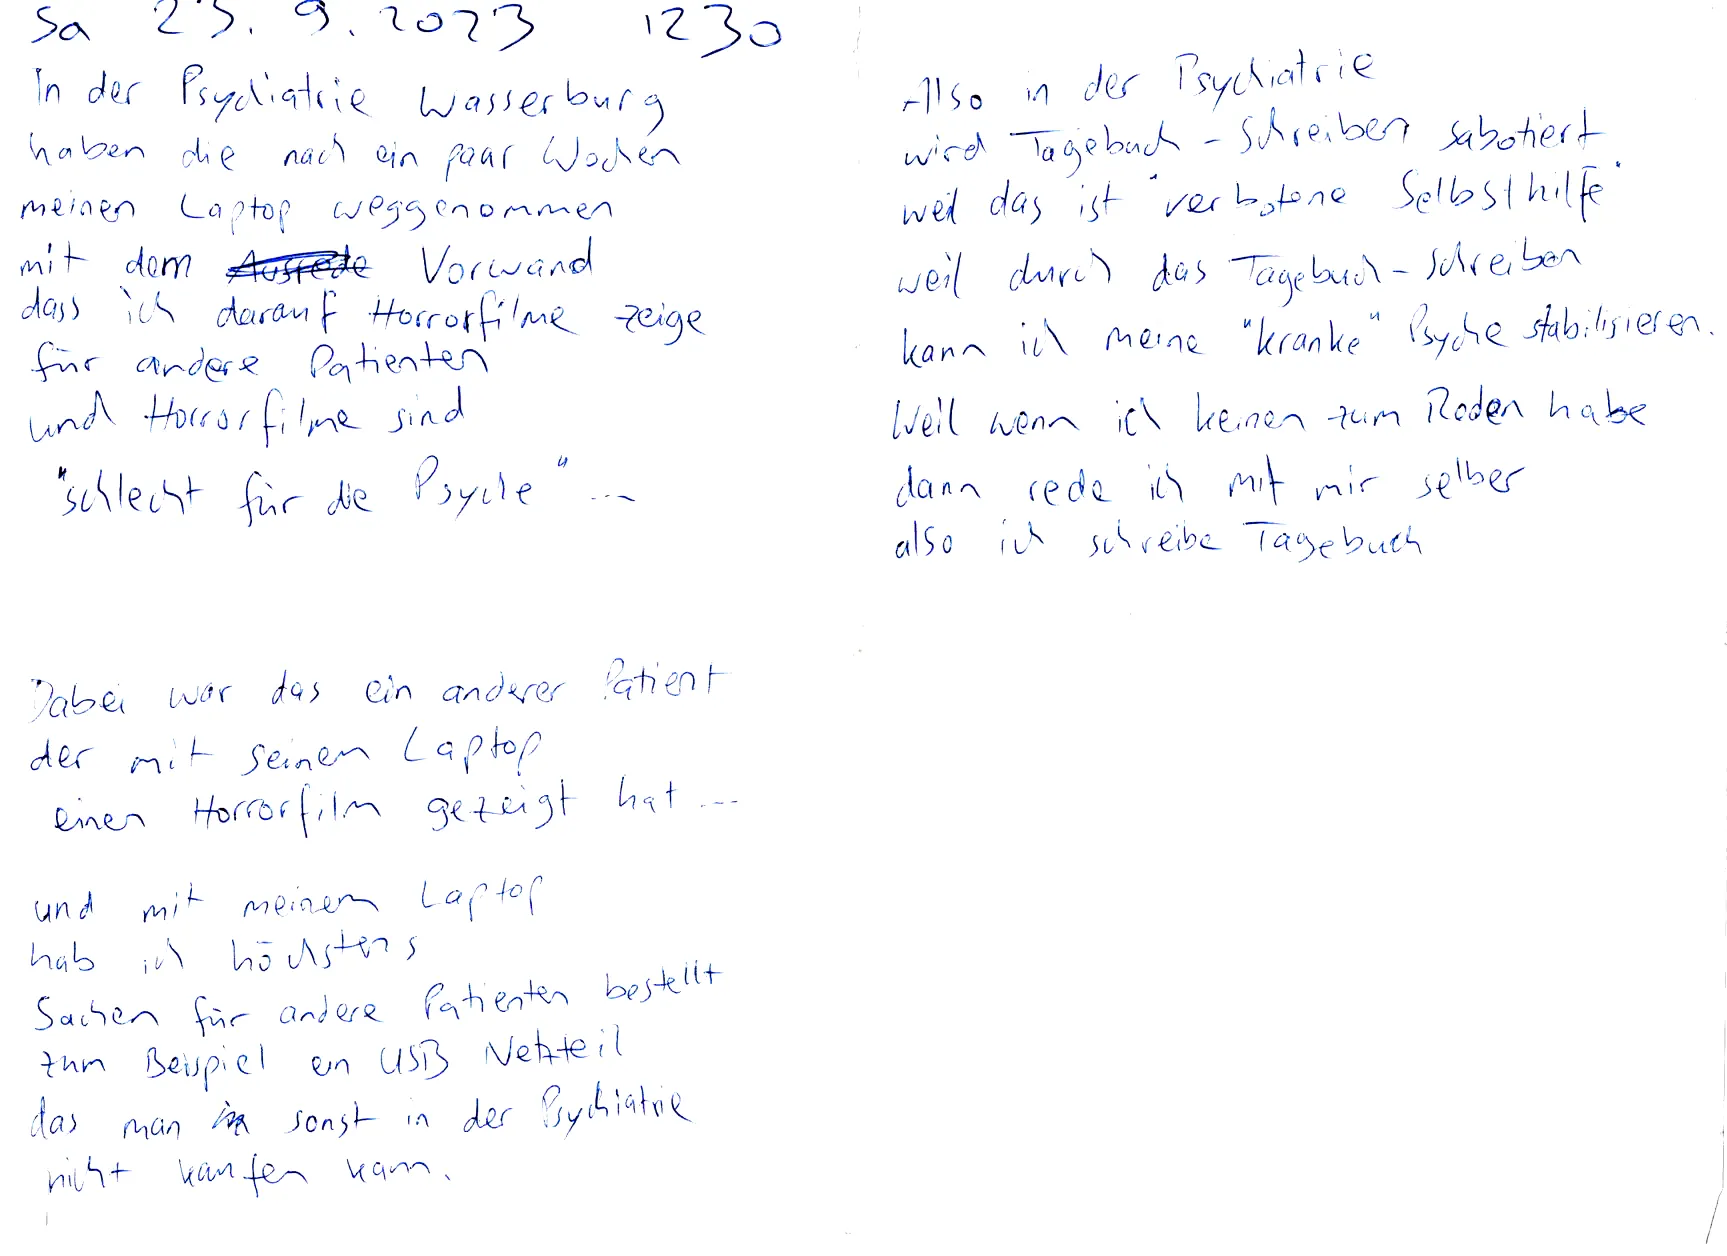 Sa 23. 9. 2023 1230
In der Psychiatrie Wasserburg
haben die nach ein paar Wochen
meinen Laptop weggenommen
mit dem Ausrede Vorwand
dass ich darauf Horrorfilme zeige
für andere Patienten
und Horrorfilme sind
"schlecht für die Psyche" ...
Dabei war das ein anderer Patient
der mit seinem Laptop
einen Horrorfilm gezeigt hat ...
und mit meinem Laptop
hab ich höchstens
Sachen für andere Patienten bestellt
zum Beispiel ein USB Netzteil
das man in sonst in der Psychiatrie
nicht kaufen kann.
Also in der Psychiatrie
wird Tagebuch-Schreiben sabotiert
weil das ist "verbotene Selbsthilfe"
weil durch das Tagebuch-schreiben
kann ich meine "kranke" Psyche stabilisieren.
Weil wenn ich keinen zum Reden habe
dann rede ich mit mir selber
also ich schreibe Tagebuch